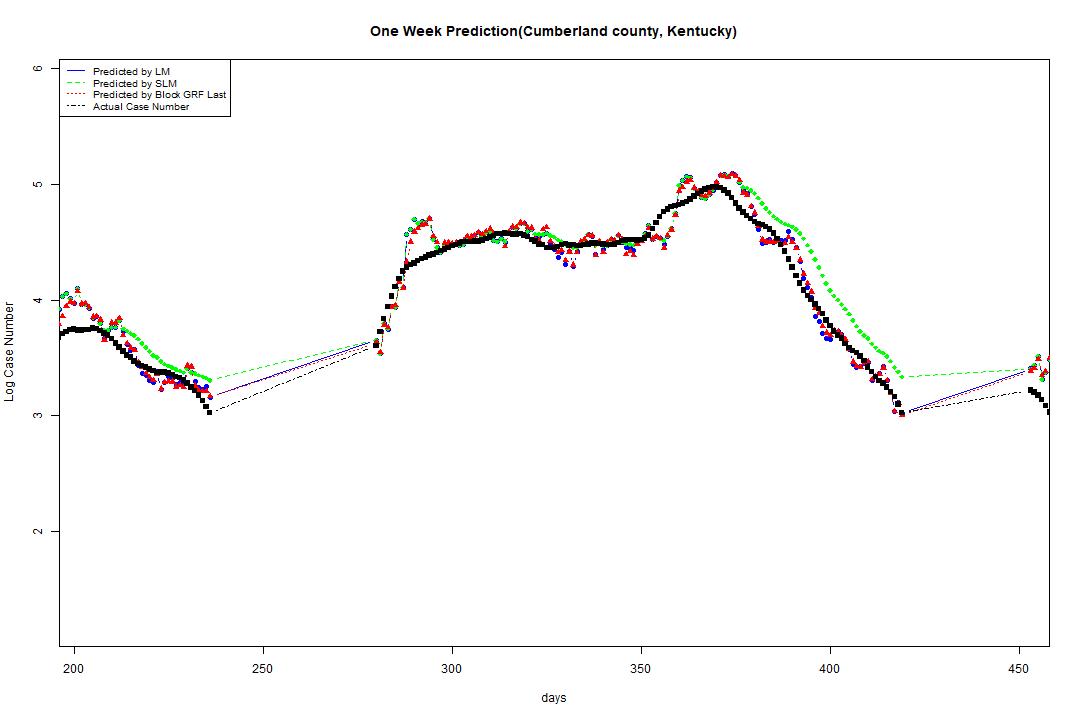 One Week Prediction(Cumberland county, Kentucky)
Predicted by LM
Predicted by SLM
Predicted by Block GRF Last
Actual Case Number
6
5
4
3
2
Log Case Number
200 250 300 350 400 450
days